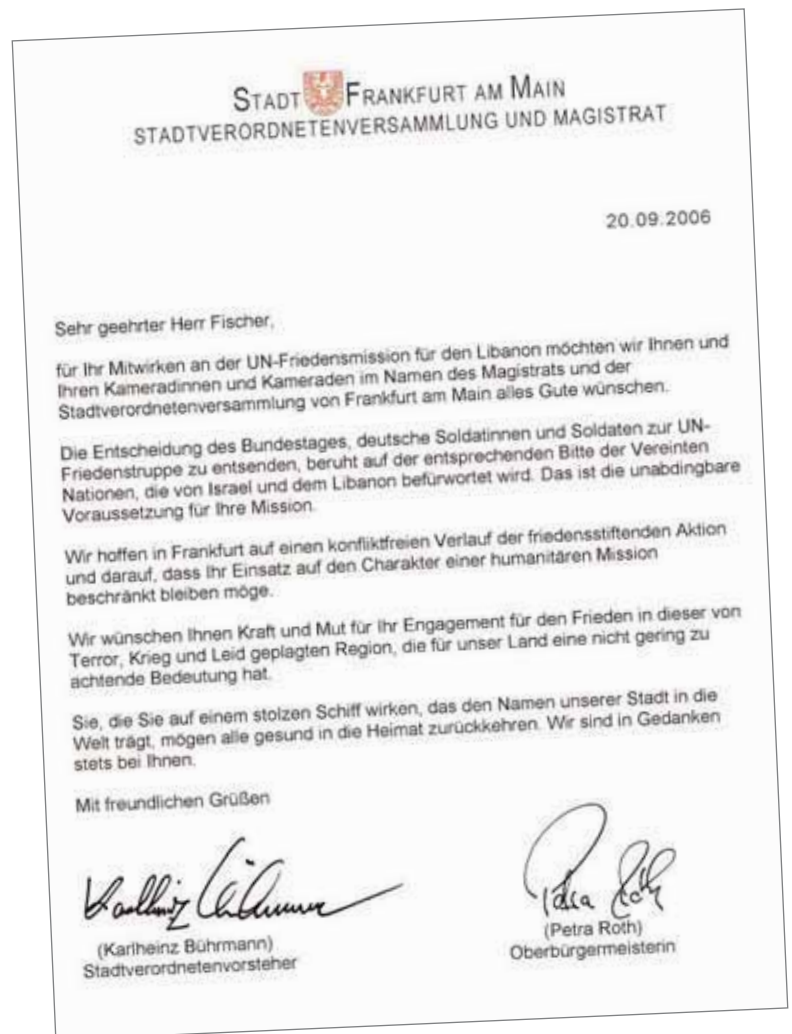 STADT FRANKFURT AM MAIN
STADTVERORDNETENVERSAMMLUNG UND MAGISTRAT
20.09.2006
Sehr geehrter Herr Fischer,
für Ihr Mitwirken an der UN-Friedensmission für den Libanon möchten wir Ihnen und
Ihren Kameradinnen und Kameraden im Namen des Magistrats und der
Stadtverordnetenversammlung von Frankfurt am Main alles Gute wünschen.
Die Entscheidung des Bundestages, deutsche Soldatinnen und Soldaten zur UN-
Friedenstruppe zu entsenden, beruht auf der entsprechenden Bitte der Vereinten
Nationen, die von Israel und dem Libanon befürwortet wird. Das ist die unabdingbare
Voraussetzung für Ihre Mission.
Wir hoffen in Frankfurt auf einen konfliktfreien Verlauf der friedensstiftenden Aktion
und darauf, dass Ihr Einsatz auf den Charakter einer humanitären Mission
beschränkt bleiben möge.
Wir wünschen Ihnen Kraft und Mut für Ihr Engagement für den Frieden in dieser von
Terror, Krieg und Leid geplagten Region, die für unser Land eine nicht gering zu
achtende Bedeutung hat.
Sie, die Sie auf einem stolzen Schiff wirken, das den Namen unserer Stadt in die
Welt trägt, mögen alle gesund in die Heimat zurückkehren. Wir sind in Gedanken
stets bei Ihnen.
Mit freundlichen Grüßen
Karlheinz Bührmann
Petra Roth
(Karlheinz Bührmann)
Stadtverordnetenvorsteher
(Petra Roth)
Oberbürgermeisterin